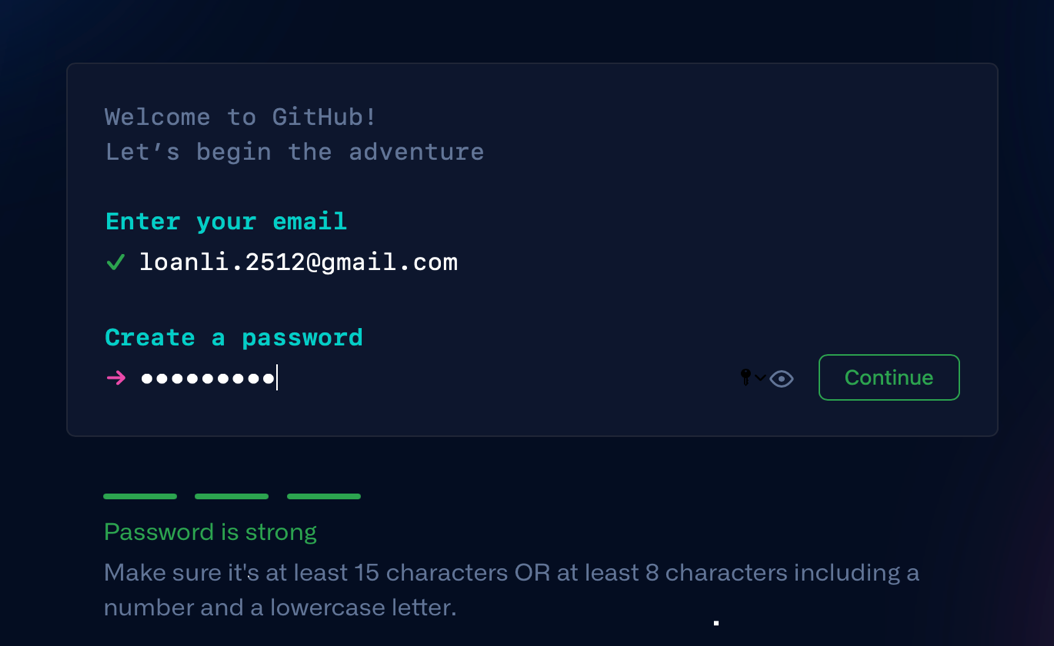 Welcome to GitHub!
Let’s begin the adventure
Enter your email
loanli.2512@gmail.com
Create a password
●●●●●●●●●
Continue
Password is strong
Make sure it's at least 15 characters OR at least 8 characters including a
number and a lowercase letter.